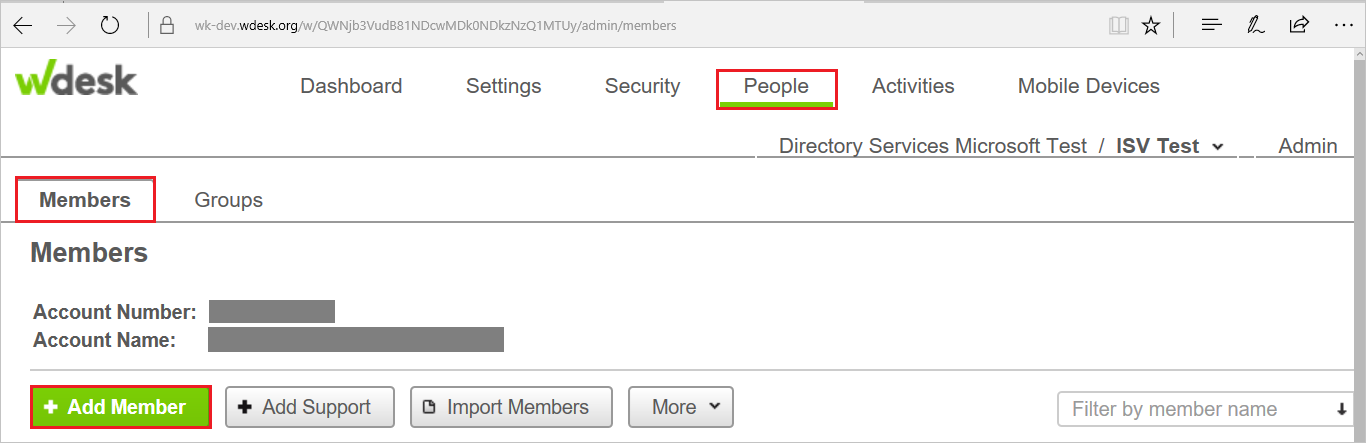 wk-dev.wdesk.org/w/QWNjb3VudB81NDcwMDk0NDkzNzQ1MTUy/admin/members
wdesk
Dashboard Settings Security People Activities Mobile Devices
Directory Services Microsoft Test / ISV Test Admin
Members Groups
Members
Account Number:
Account Name:
Add Member Add Support Import Members More Filter by member name